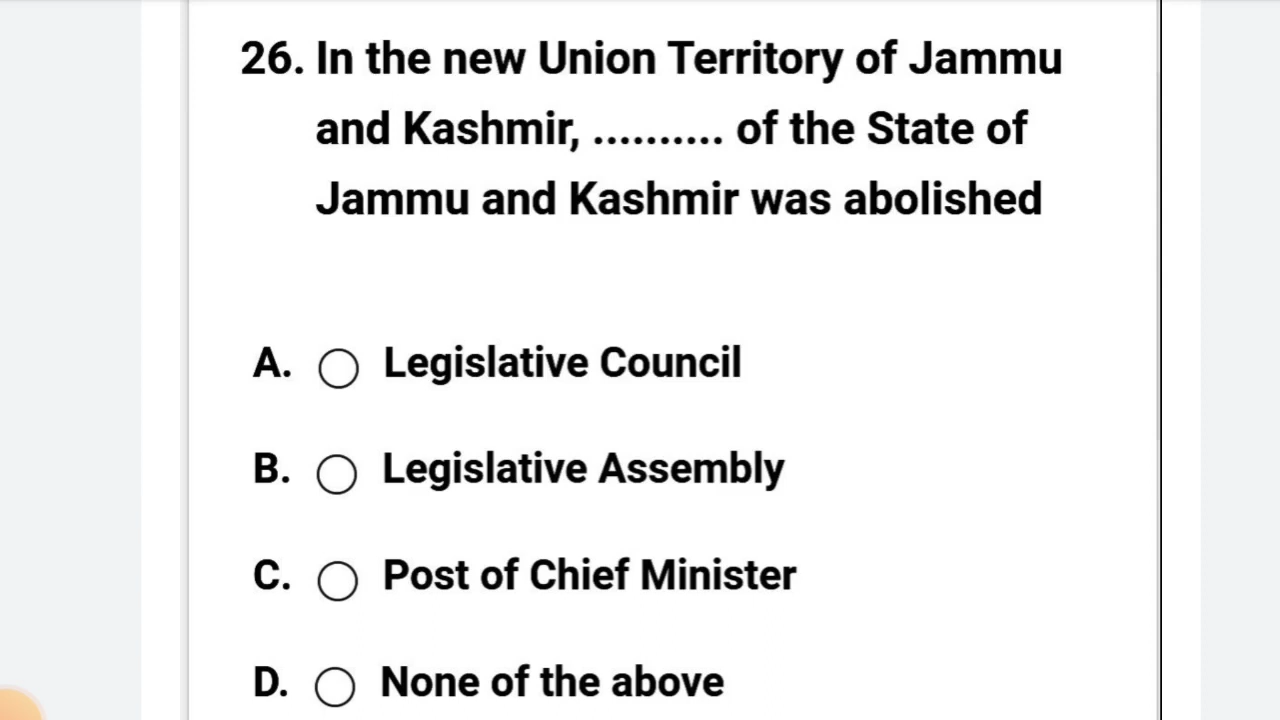 26. In the new Union Territory of Jammu
and Kashmir, .......... of the State of
Jammu and Kashmir was abolished
A. Legislative Council
B. Legislative Assembly
C. Post of Chief Minister
D. None of the above